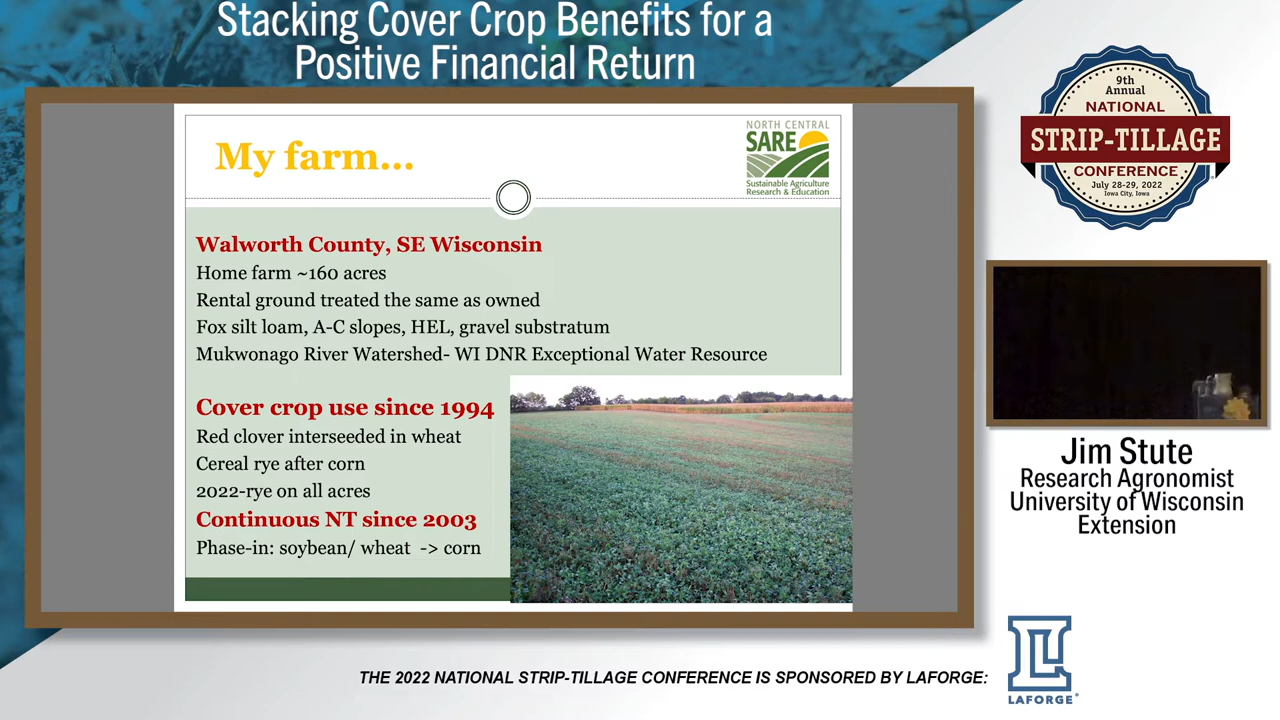 Stacking Cover Crop Benefits for a
Positive Financial Return
My farm...
NORTH CENTRAL
SARE
Sustainable Agriculture
Research & Education
Walworth County, SE Wisconsin
Home farm ~160 acres
Rental ground treated the same as owned
Fox silt loam, A-C slopes, HEL, gravel substratum
Mukwonago River Watershed- WI DNR Exceptional Water Resource
Cover crop use since 1994
Red clover interseeded in wheat
Cereal rye after corn
2022-rye on all acres
Continuous NT since 2003
Phase-in: soybean/ wheat -> corn
9th
Annual
NATIONAL
STRIP-TILLAGE
CONFERENCE
July 28-29, 2022
Iowa City, Iowa
Jim Stute
Research Agronomist
University of Wisconsin
Extension
THE 2022 NATIONAL STRIP-TILLAGE CONFERENCE IS SPONSORED BY LAFORGE:
LAFORGE®